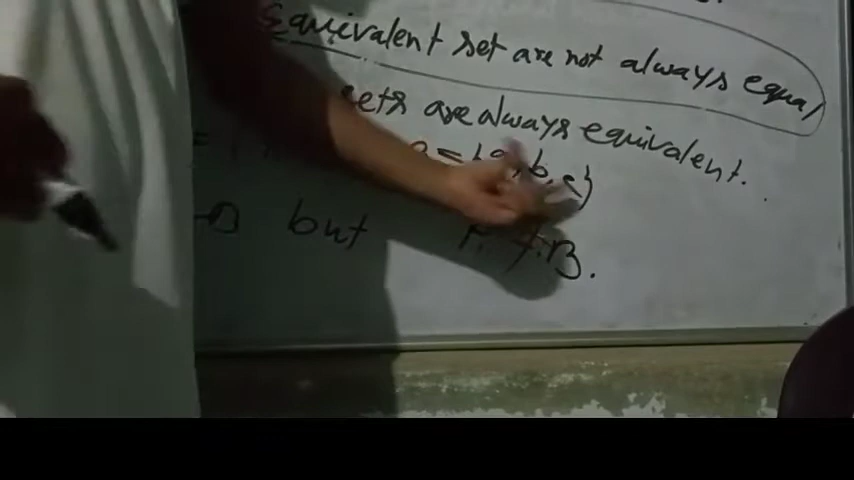 Equivalent set are not always equal
sets are always equivalent.
= {a, b, c}
B but A ≠ B.